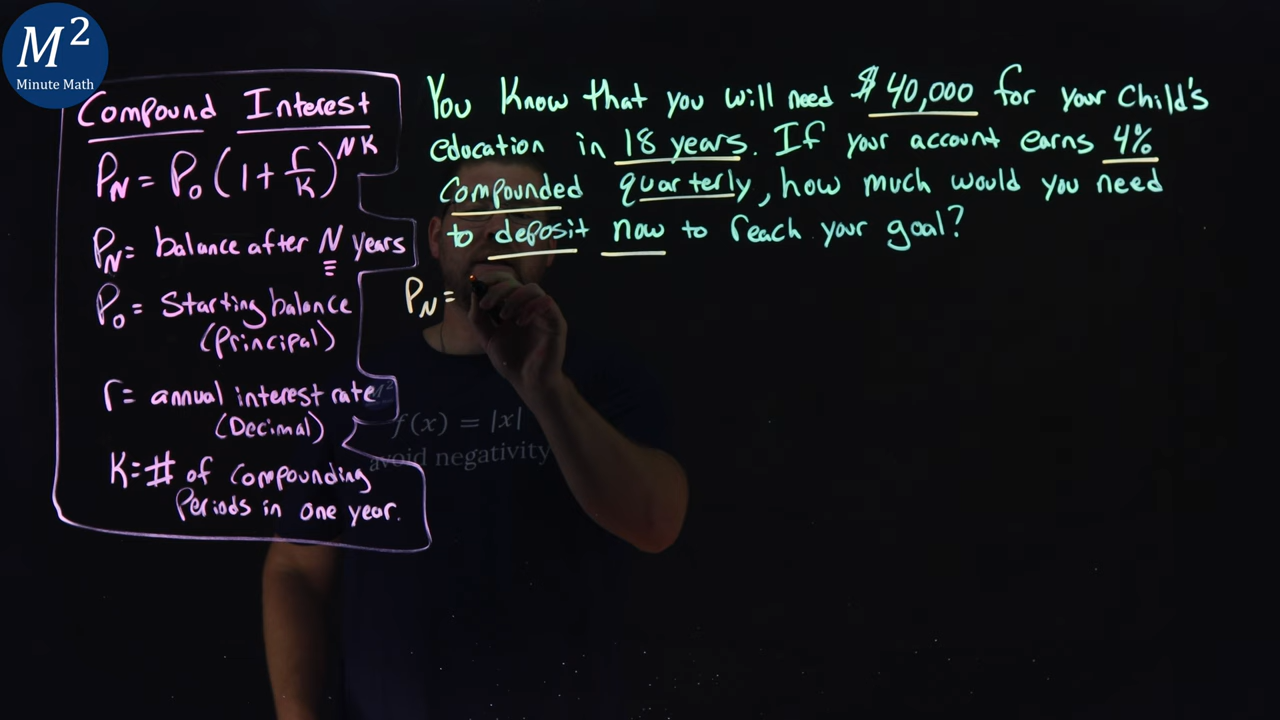 M²
Minute Math
Compound Interest
P_N = P_0 (1 + r/K)^NK
P_N = balance after N years
P_0 = Starting balance
(Principal)
r = annual interest rate
(Decimal)
K = # of compounding
Periods in one year.
You Know that you will need $40,000 for your child's
education in 18 years. If your account earns 4%
compounded quarterly, how much would you need
to deposit now to reach your goal?
P_N =
M²
f(x) = |x|
avoid negativity